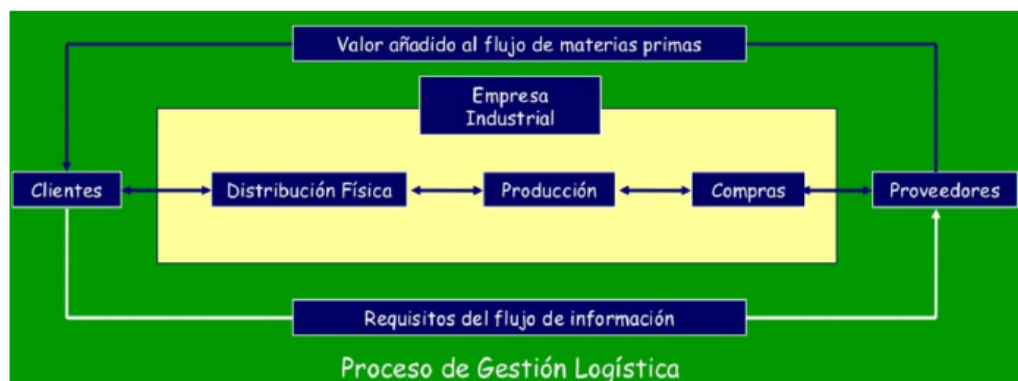 Valor añadido al flujo de materias primas
Empresa
Industrial
Clientes
Distribución Física
Producción
Compras
Proveedores
Requisitos del flujo de información
Proceso de Gestión Logística